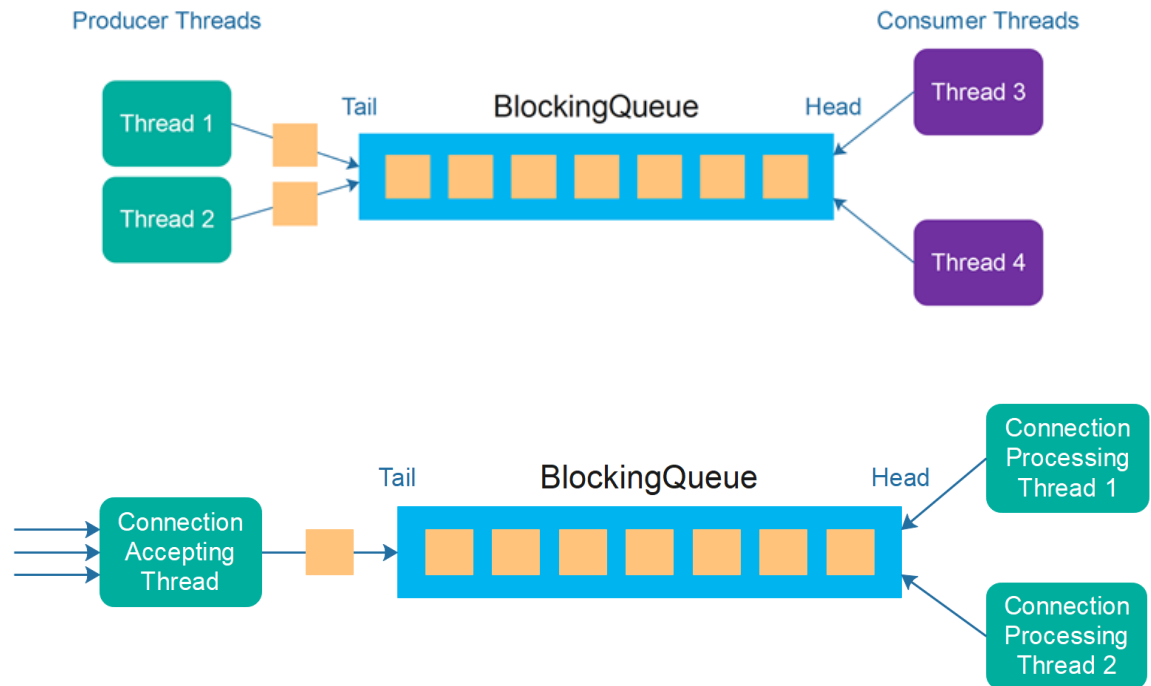 Producer Threads
Consumer Threads
Thread 1
Tail
BlockingQueue
Head
Thread 3
Thread 2
Thread 4
Tail
BlockingQueue
Head
Connection
Processing
Thread 1
Connection
Accepting
Thread
Connection
Processing
Thread 2